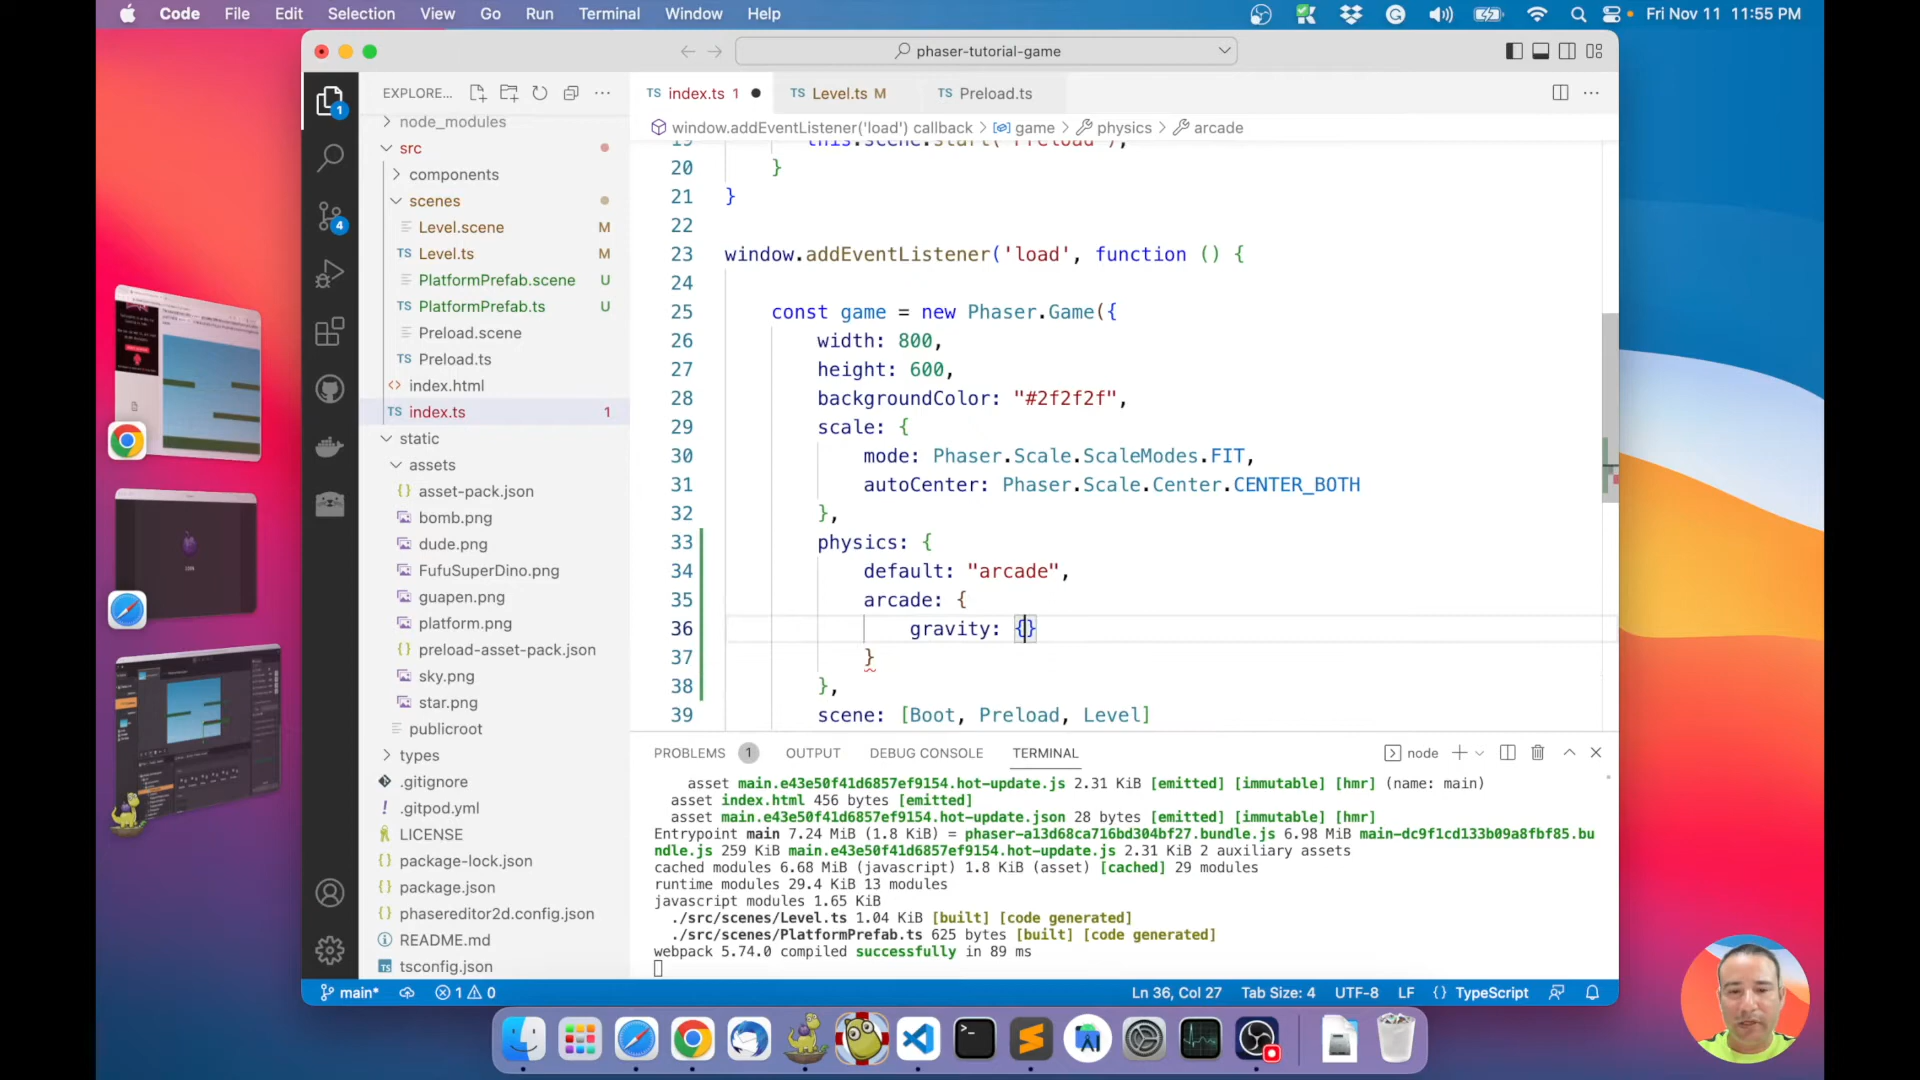 Code File Edit Selection View Go Run Terminal Window Help
Fri Nov 11 11:55 PM
phaser-tutorial-game
EXPLORE...
node_modules
src
components
scenes
Level.scene M
TS Level.ts M
PlatformPrefab.scene U
TS PlatformPrefab.ts U
Preload.scene
TS Preload.ts
index.html
TS index.ts 1
static
assets
asset-pack.json
bomb.png
dude.png
FufuSuperDino.png
guapen.png
platform.png
preload-asset-pack.json
sky.png
star.png
publicroot
types
.gitignore
.gitpod.yml
LICENSE
package-lock.json
package.json
phasereditor2d.config.json
README.md
tsconfig.json
1
4
TS index.ts 1
TS Level.ts M
TS Preload.ts
window.addEventListener('load') callback > game > physics > arcade
19 this.scene.start("Preload");
20 }
21 }
22
23 window.addEventListener('load', function () {
24
25 const game = new Phaser.Game({
26 width: 800,
27 height: 600,
28 backgroundColor: "#2f2f2f",
29 scale: {
30 mode: Phaser.Scale.ScaleModes.FIT,
31 autoCenter: Phaser.Scale.Center.CENTER_BOTH
32 },
33 physics: {
34 default: "arcade",
35 arcade: {
36 gravity: {}
37 }
38 },
39 scene: [Boot, Preload, Level]
PROBLEMS 1 OUTPUT DEBUG CONSOLE TERMINAL
node
asset main.e43e50f41d6857ef9154.hot-update.js 2.31 KiB [emitted] [immutable] [hmr] (name: main)
asset index.html 456 bytes [emitted]
asset main.e43e50f41d6857ef9154.hot-update.json 28 bytes [emitted] [immutable] [hmr]
Entrypoint main 7.24 MiB (1.8 KiB) = phaser-a13d68ca716bd304bf27.bundle.js 6.98 MiB main-dc9f1cd133b09a8fbf85.bu
ndle.js 259 KiB main.e43e50f41d6857ef9154.hot-update.js 2.31 KiB 2 auxiliary assets
cached modules 6.68 MiB (javascript) 1.8 KiB (asset) [cached] 29 modules
runtime modules 29.4 KiB 13 modules
javascript modules 1.65 KiB
./src/scenes/Level.ts 1.04 KiB [built] [code generated]
./src/scenes/PlatformPrefab.ts 625 bytes [built] [code generated]
webpack 5.74.0 compiled successfully in 89 ms
main* 1 0
Ln 36, Col 27 Tab Size: 4 UTF-8 LF {} TypeScript